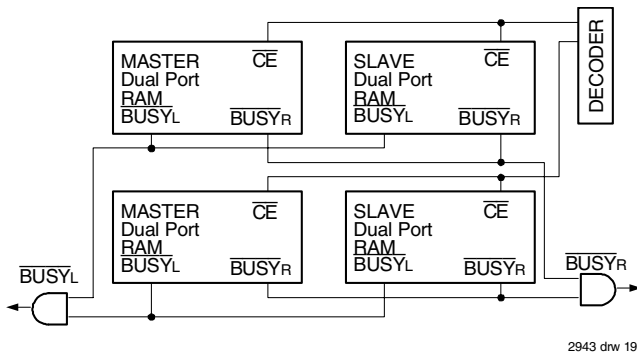 MASTER
Dual Port
RAM
BUSYL
CE
BUSYR
SLAVE
Dual Port
RAM
BUSYL
CE
BUSYR
DECODER
MASTER
Dual Port
RAM
BUSYL
CE
BUSYR
SLAVE
Dual Port
RAM
BUSYL
CE
BUSYR
BUSYL
BUSYR
2943 drw 19